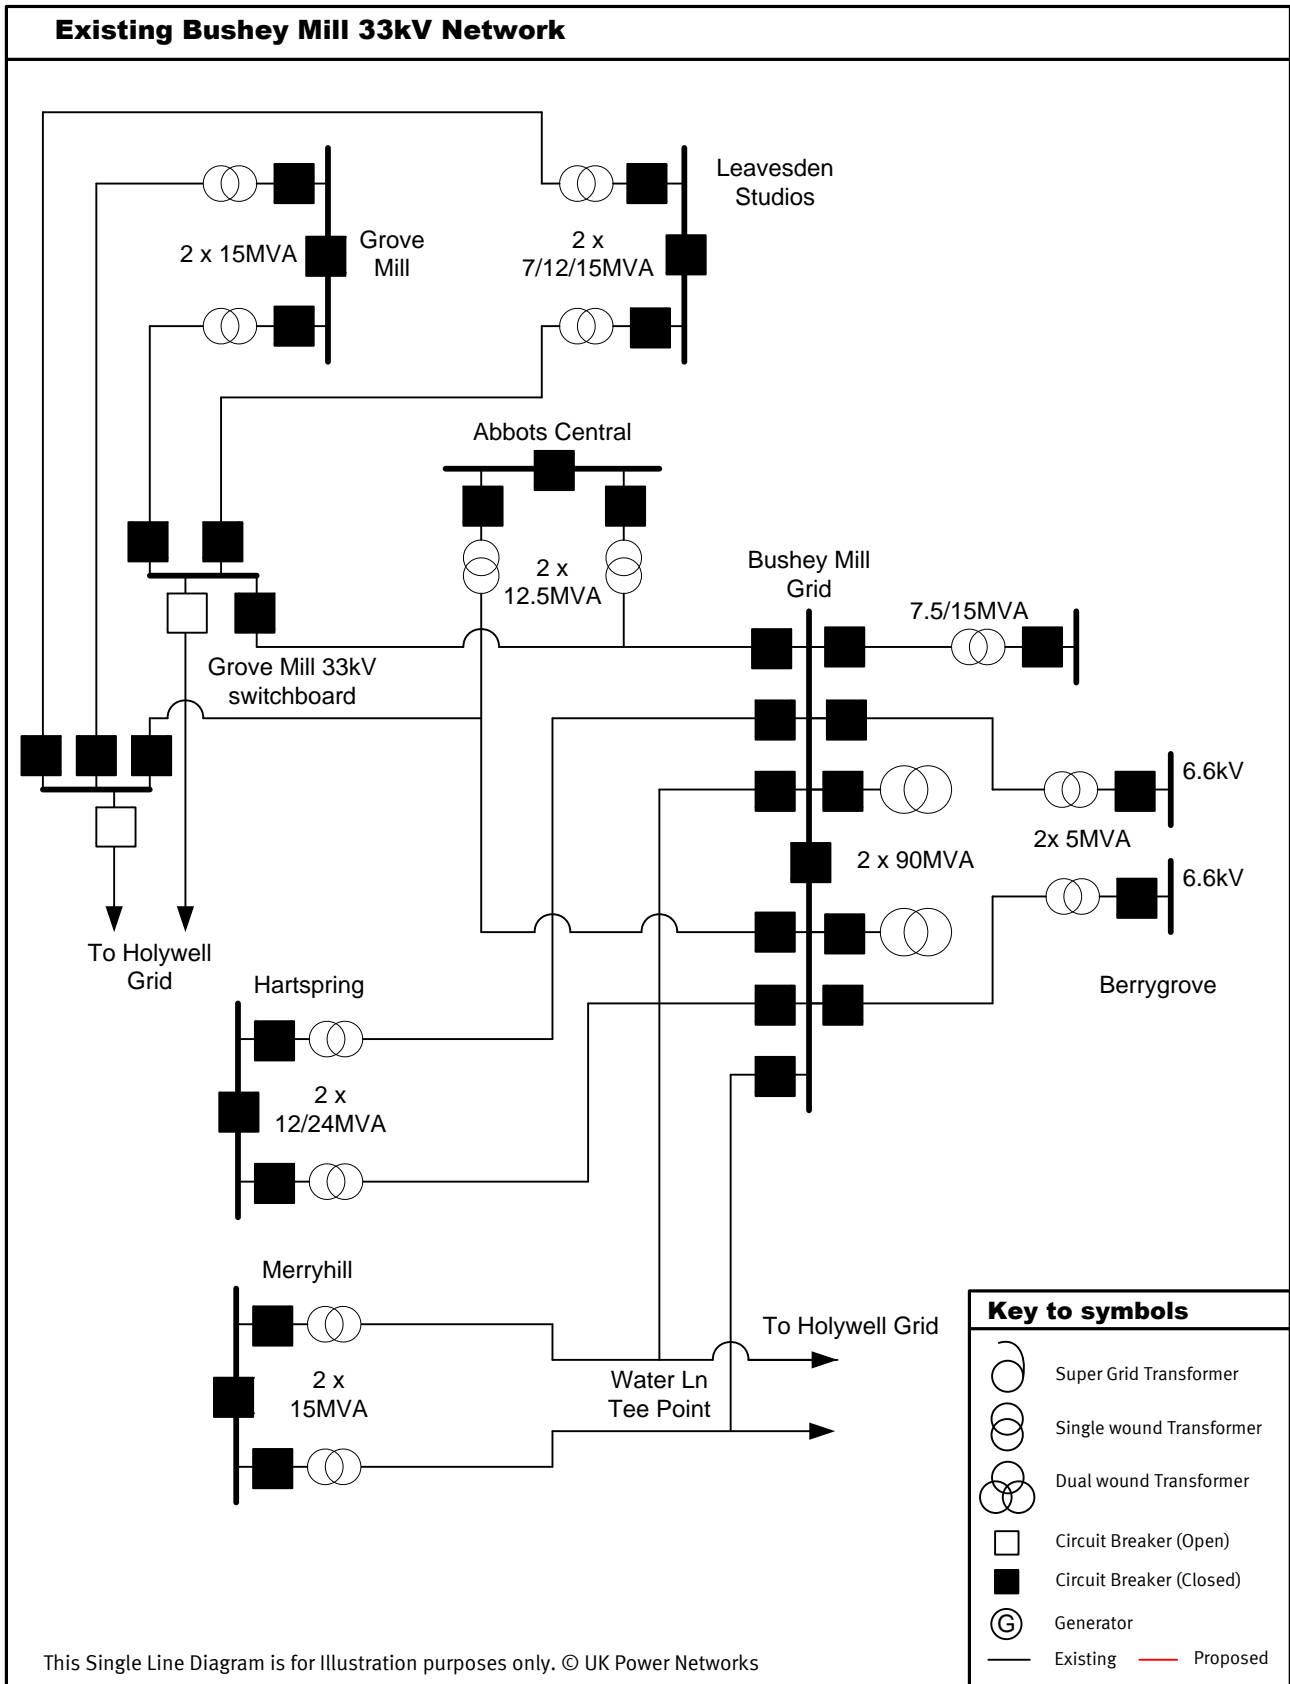 Existing Bushey Mill 33kV Network
Leavesden
Studios
Grove
Mill
2 x 15MVA
2 x
7/12/15MVA
Abbots Central
2 x
12.5MVA
Bushey Mill
Grid
7.5/15MVA
Grove Mill 33kV
switchboard
6.6kV
2x 5MVA
2 x 90MVA
6.6kV
To Holywell
Grid
Hartspring
Berrygrove
2 x
12/24MVA
Merryhill
To Holywell Grid
2 x
15MVA
Water Ln
Tee Point
Key to symbols
Super Grid Transformer
Single wound Transformer
Dual wound Transformer
Circuit Breaker (Open)
Circuit Breaker (Closed)
G
Generator
Existing
Proposed
This Single Line Diagram is for Illustration purposes only. © UK Power Networks